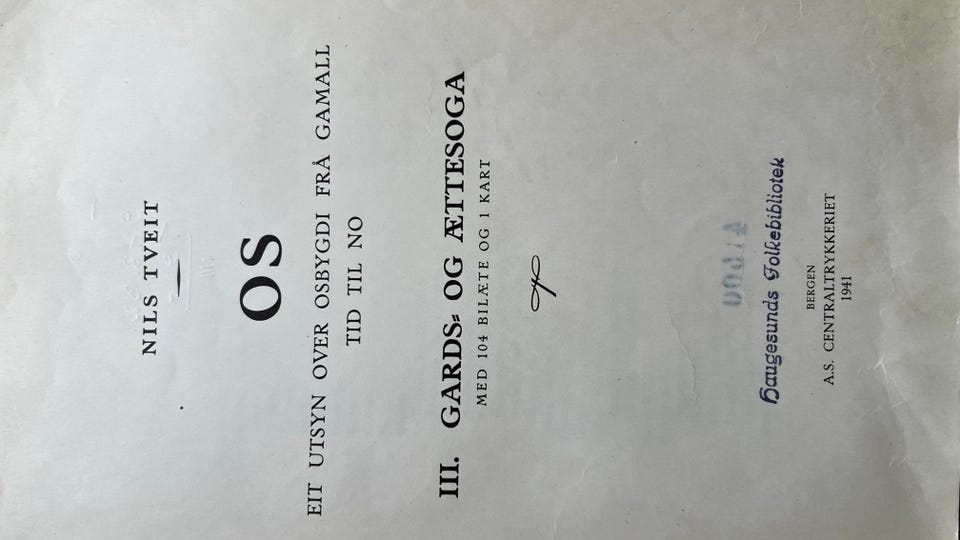 NILS TVEIT
OS
EIT UTSYN OVER OSBYGDI FRÅ GAMALL
TID TIL NO
III. GARDS= OG ÆTTESOGA
MED 104 BILÆTE OG 1 KART
Haugesunds Folkebibliotek
BERGEN
A.S. CENTRALTRYKKERIET
1941